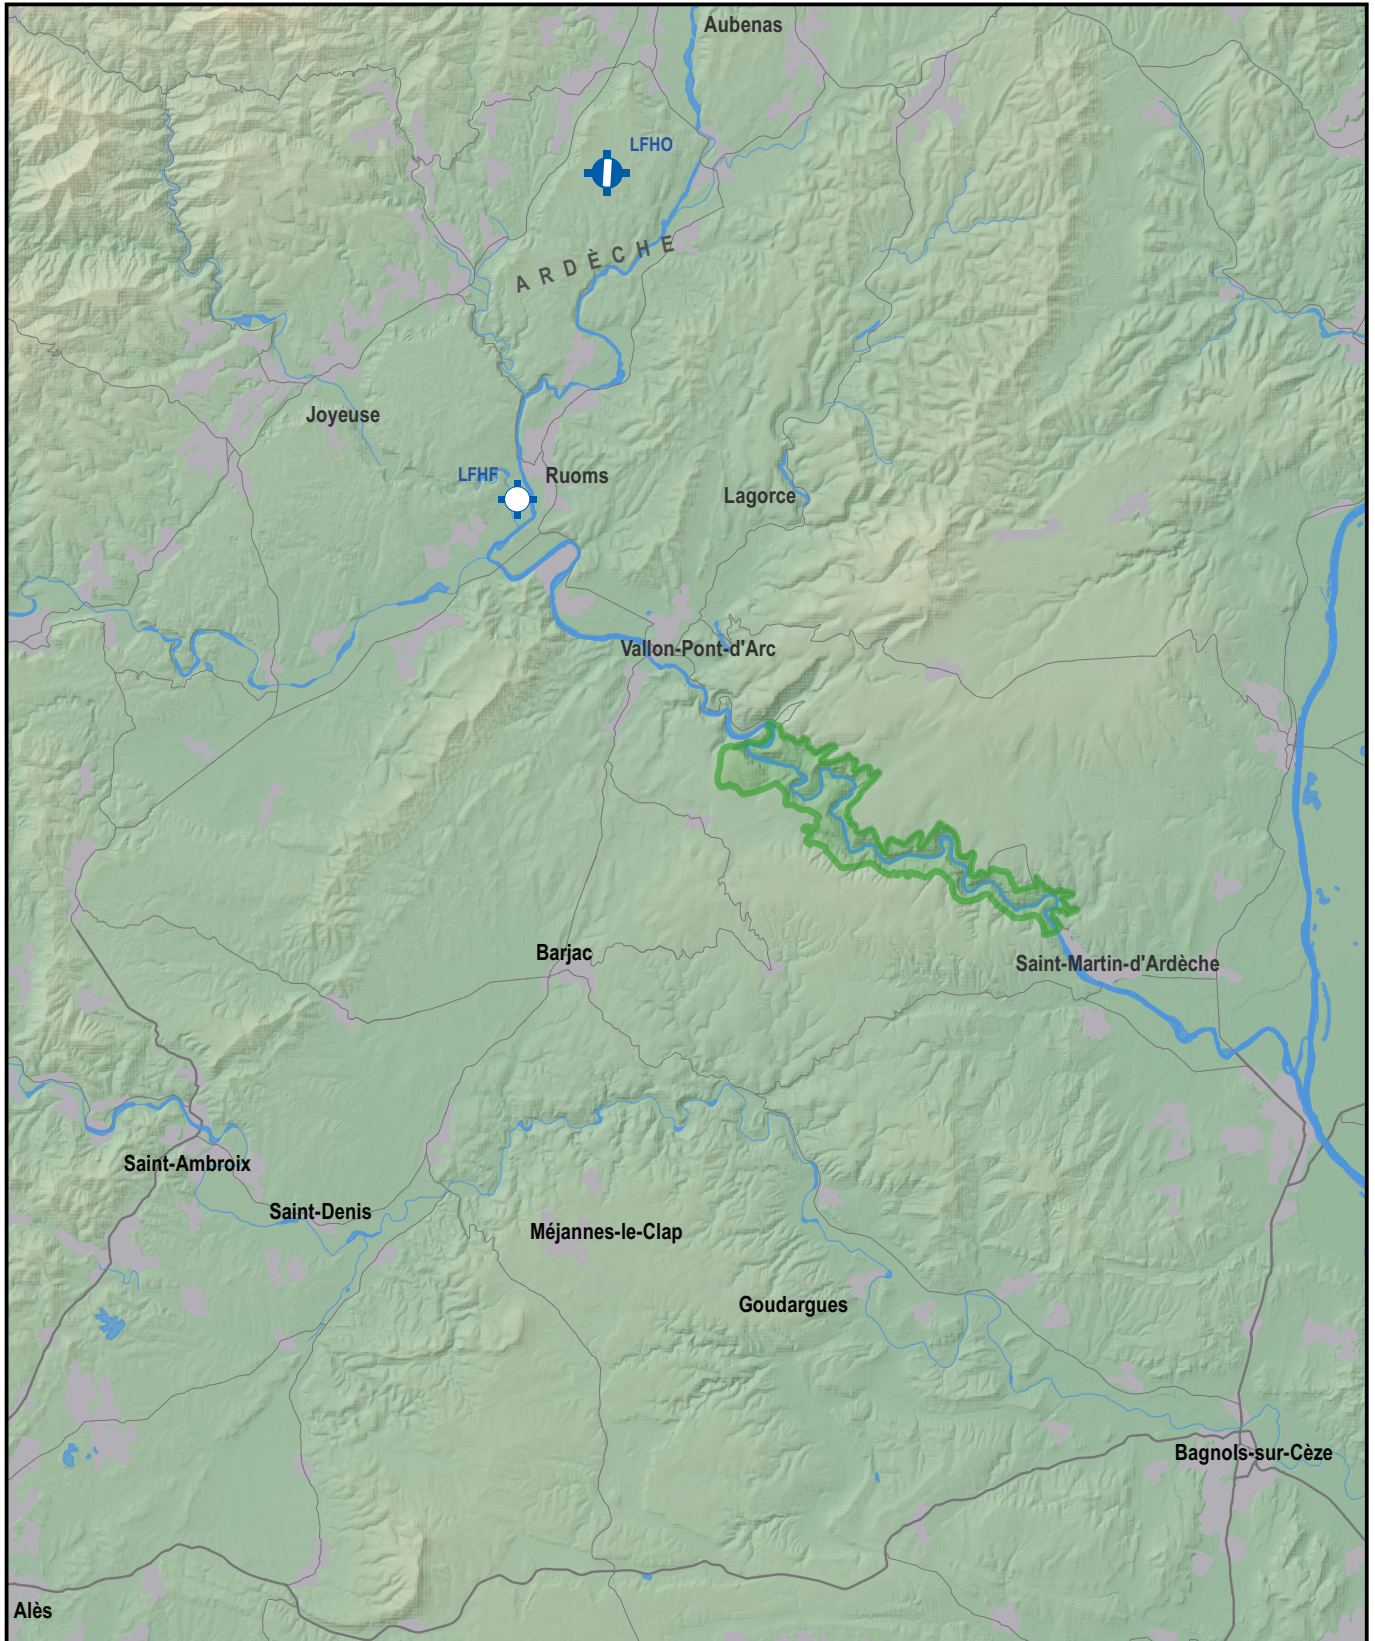 Aubenas
LFHO
ARDÈCHE
Joyeuse
LFHF
Ruoms
Lagorce
Vallon-Pont-d'Arc
Barjac
Saint-Martin-d'Ardèche
Saint-Ambroix
Saint-Denis
Méjannes-le-Clap
Goudargues
Bagnols-sur-Cèze
Alès